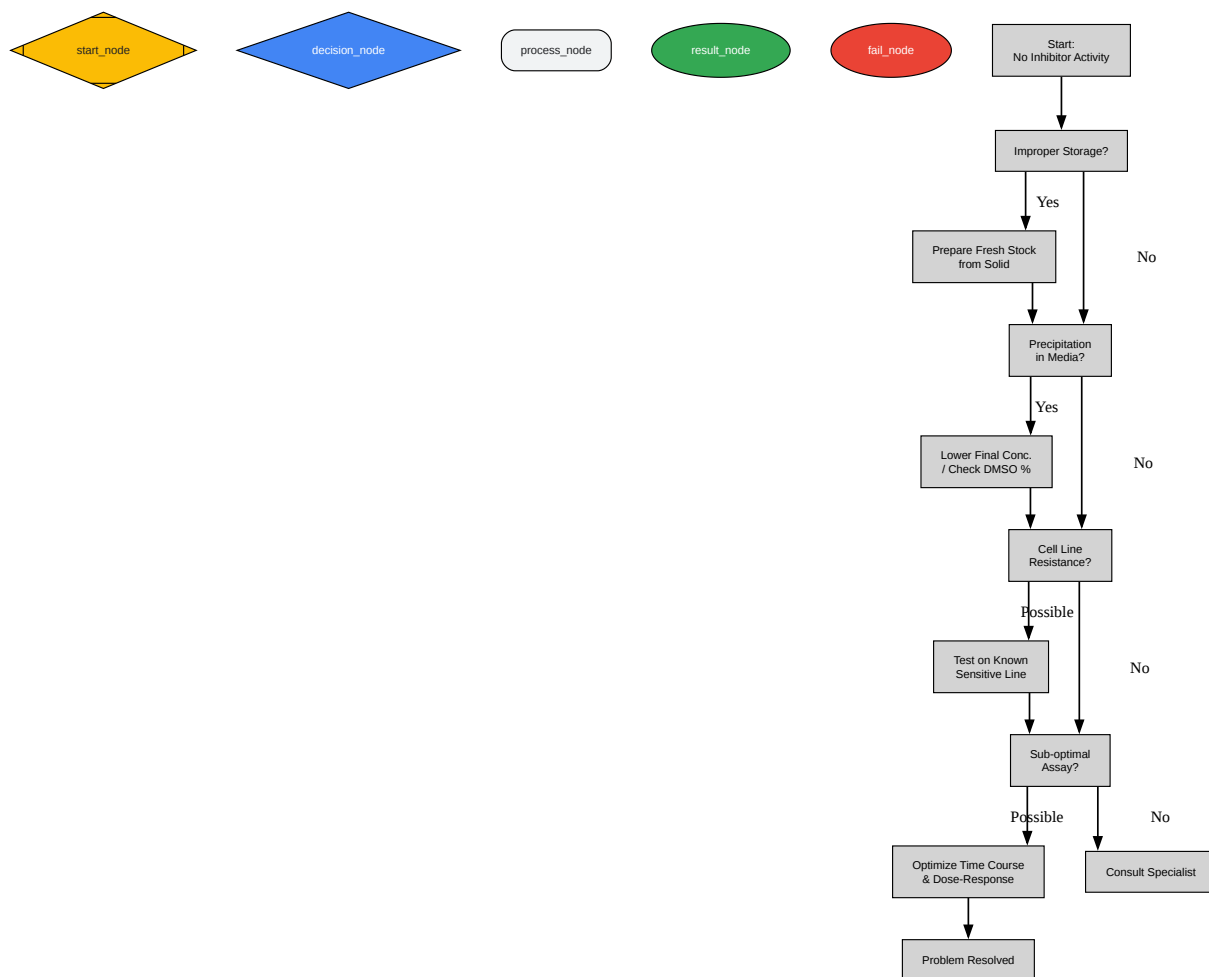 start_node
decision_node
process_node
result_node
fail_node
Start:
No Inhibitor Activity
Improper Storage?
Yes
Prepare Fresh Stock
from Solid
No
Precipitation
in Media?
Yes
Lower Final Conc.
/ Check DMSO %
No
Cell Line
Resistance?
Possible
Test on Known
Sensitive Line
No
Sub-optimal
Assay?
Possible
No
Optimize Time Course
& Dose-Response
Consult Specialist
Problem Resolved